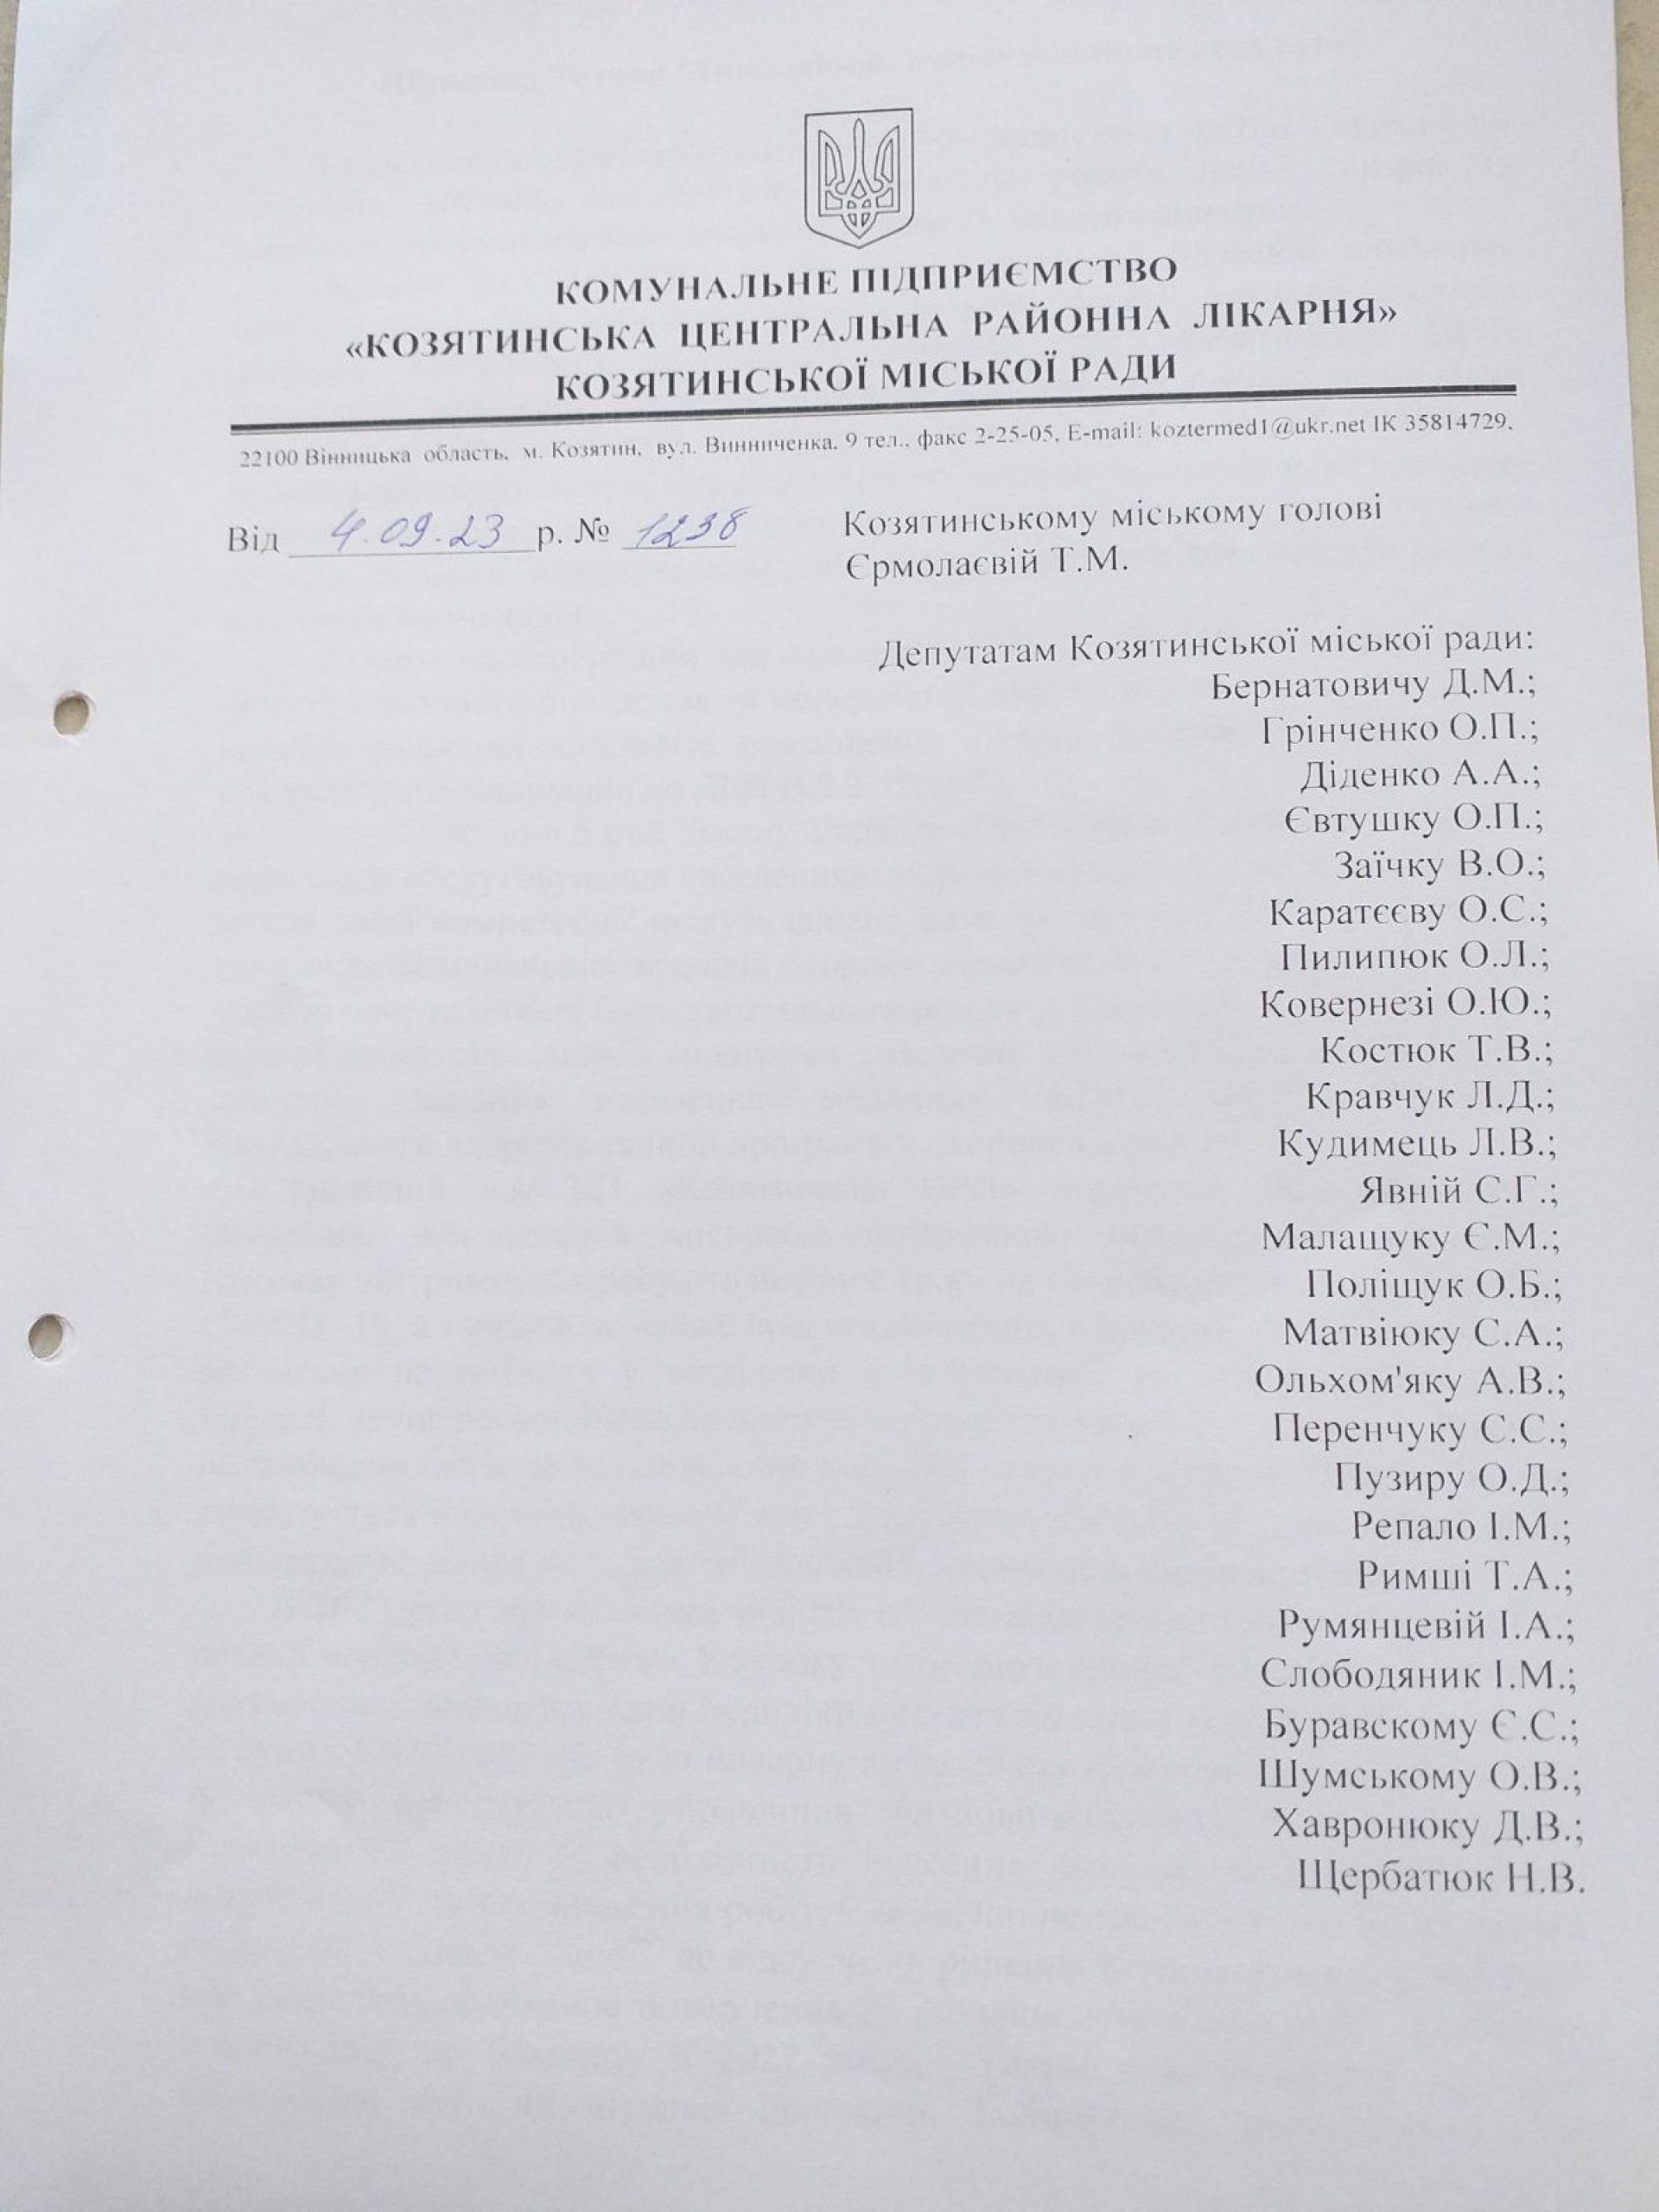 КОМУНАЛЬНЕ ПІДПРИЄМСТВО
«КОЗЯТИНСЬКА ЦЕНТРАЛЬНА РАЙОННА ЛІКАРНЯ»
КОЗЯТИНСЬКОЇ МІСЬКОЇ РАДИ
22100 Вінницька область, м. Козятин, вул. Винниченка, 9 тел., факс 2-25-05, E-mail: koztermed1@ukr.net ІК 35814729,
Від 4.09.23 р. № 1238
Козятинському міському голові
Єрмолаєвій Т.М.
Депутатам Козятинської міської ради:
Бернатовичу Д.М.;
Грінченко О.П.;
Діденко А.А.;
Євтушку О.П.;
Заїчку В.О.;
Каратєєву О.С.;
Пилипюк О.Л.;
Ковернезі О.Ю.;
Костюк Т.В.;
Кравчук Л.Д.;
Кудимець Л.В.;
Явній С.Г.;
Малащуку Є.М.;
Поліщук О.Б.;
Матвіюку С.А.;
Ольхом'яку А.В.;
Перенчуку С.С.;
Пузиру О.Д.;
Репало І.М.;
Римші Т.А.;
Румянцевій І.А.;
Слободяник І.М.;
Буравскому Є.С.;
Шумському О.В.;
Хавронюку Д.В.;
Щербатюк Н.В.